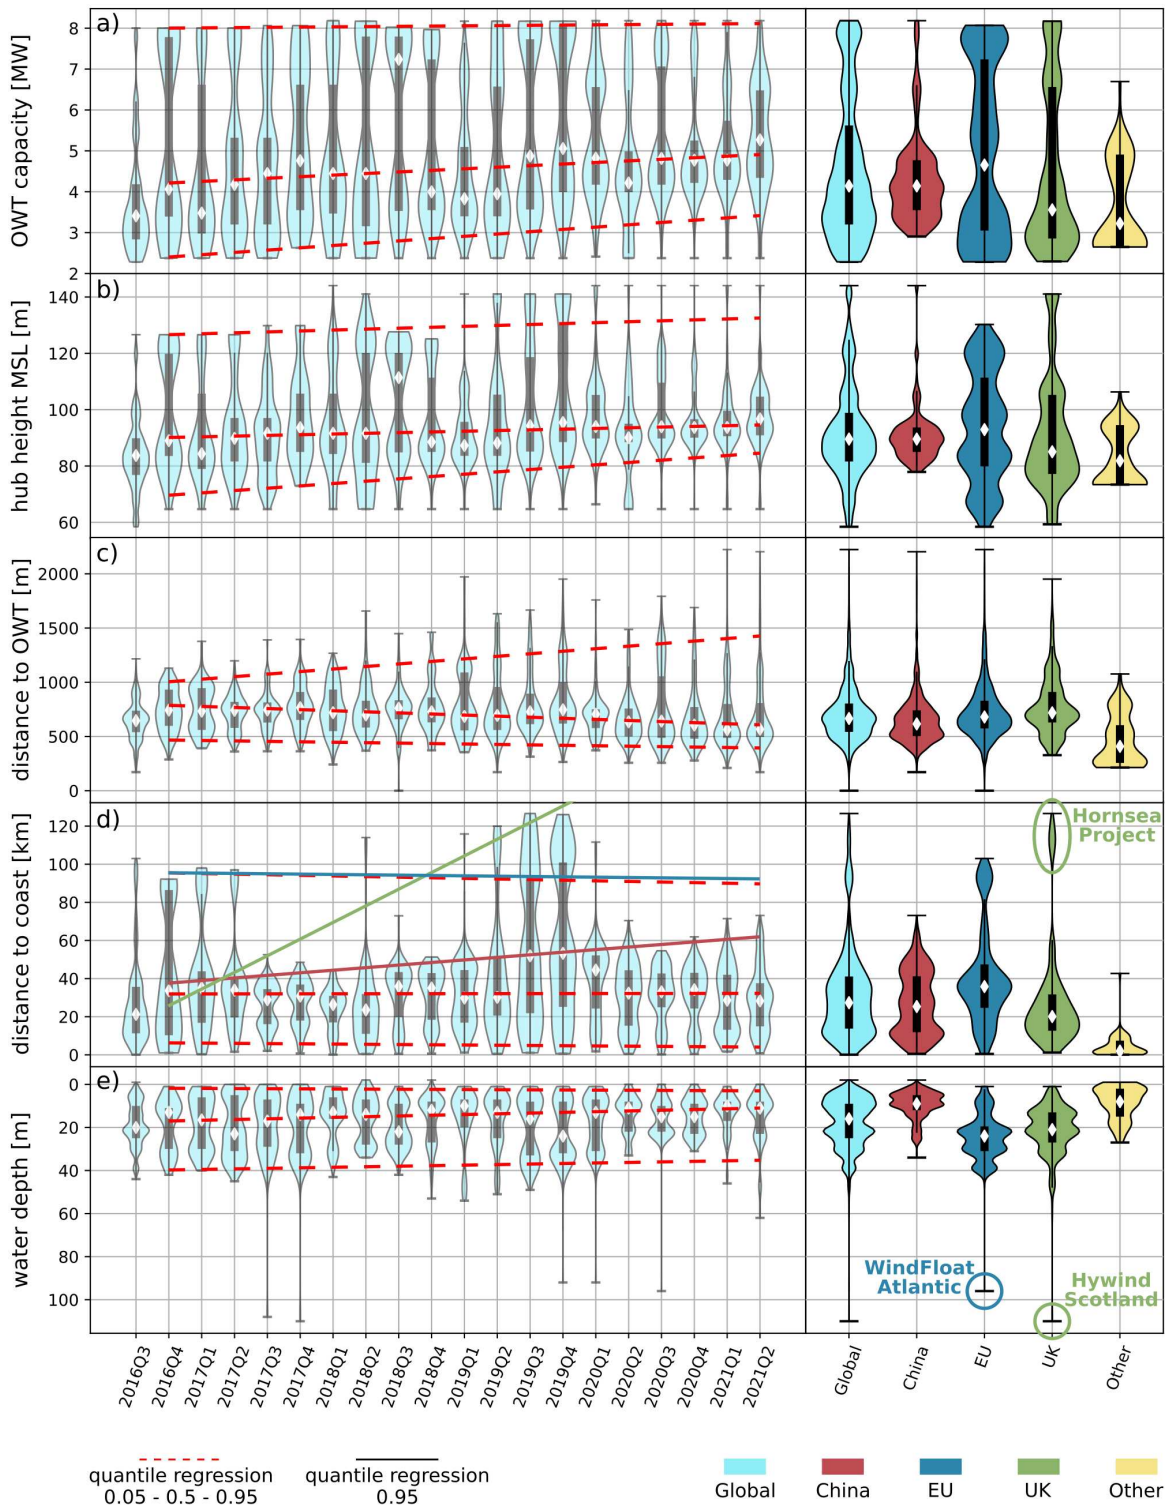 a)
OWT capacity [MW]
8
7
6
5
4
3
2
b)
hub height MSL [m]
140
120
100
80
60
c)
distance to OWT [m]
2000
1500
1000
500
0
d)
distance to coast [km]
120
100
80
60
40
20
0
Hornsea
Project
e)
water depth [m]
0
20
40
60
80
100
WindFloat
Atlantic
Hywind
Scotland
2016Q3
2016Q4
2017Q1
2017Q2
2017Q3
2017Q4
2018Q1
2018Q2
2018Q3
2018Q4
2019Q1
2019Q2
2019Q3
2019Q4
2020Q1
2020Q2
2020Q3
2020Q4
2021Q1
2021Q2
Global
China
EU
UK
Other
quantile regression
0.05 - 0.5 - 0.95
quantile regression
0.95
Global
China
EU
UK
Other